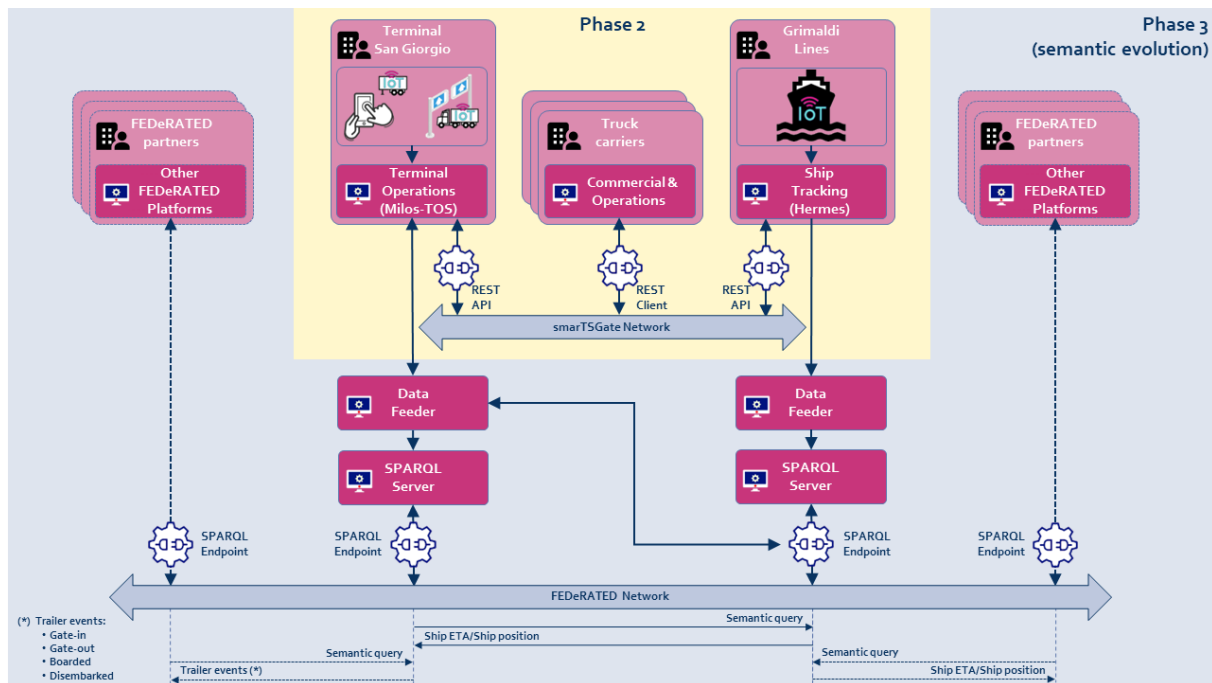 Phase 2
Phase 3
(semantic evolution)
Terminal
San Giorgio
IoT
IoT
Grimaldi
Lines
IoT
FEDeRATED
partners
Other
FEDeRATED
Platforms
Terminal
Operations
(Milos-TOS)
Truck
carriers
Commercial &
Operations
Ship
Tracking
(Hermes)
FEDeRATED
partners
Other
FEDeRATED
Platforms
REST
API
REST
Client
REST
API
smarTSGate Network
Data
Feeder
Data
Feeder
SPARQL
Server
SPARQL
Server
SPARQL
Endpoint
SPARQL
Endpoint
SPARQL
Endpoint
SPARQL
Endpoint
FEDeRATED Network
(*) Trailer events:
• Gate-in
• Gate-out
• Boarded
• Disembarked
Semantic query
Ship ETA/Ship position
Semantic query
Trailer events (*)
Semantic query
Ship ETA/Ship position